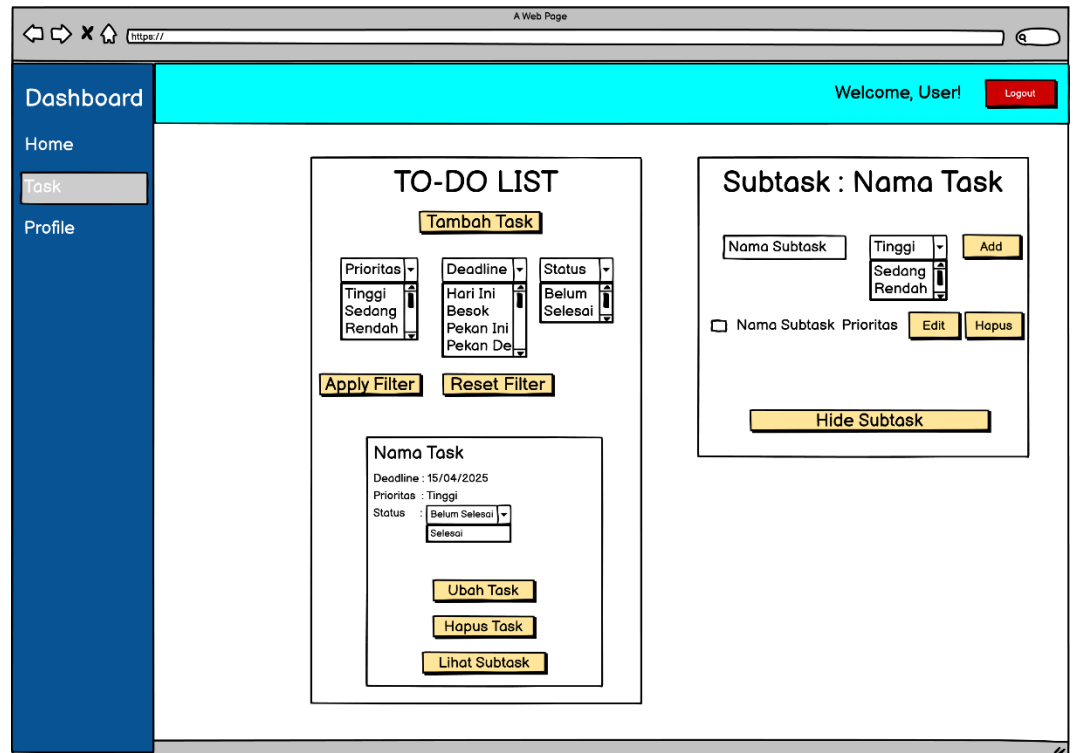 A Web Page
https://
Dashboard
Home
Task
Profile
Welcome, User!
Logout
TO-DO LIST
Tambah Task
Prioritas
Tinggi
Sedang
Rendah
Deadline
Hari Ini
Besok
Pekan Ini
Pekan De
Status
Belum
Selesai
Apply Filter
Reset Filter
Nama Task
Deadline : 15/04/2025
Prioritas : Tinggi
Status : Belum Selesai
Selesai
Ubah Task
Hapus Task
Lihat Subtask
Subtask : Nama Task
Nama Subtask
Tinggi
Sedang
Rendah
Add
Nama Subtask Prioritas Edit Hapus
Hide Subtask